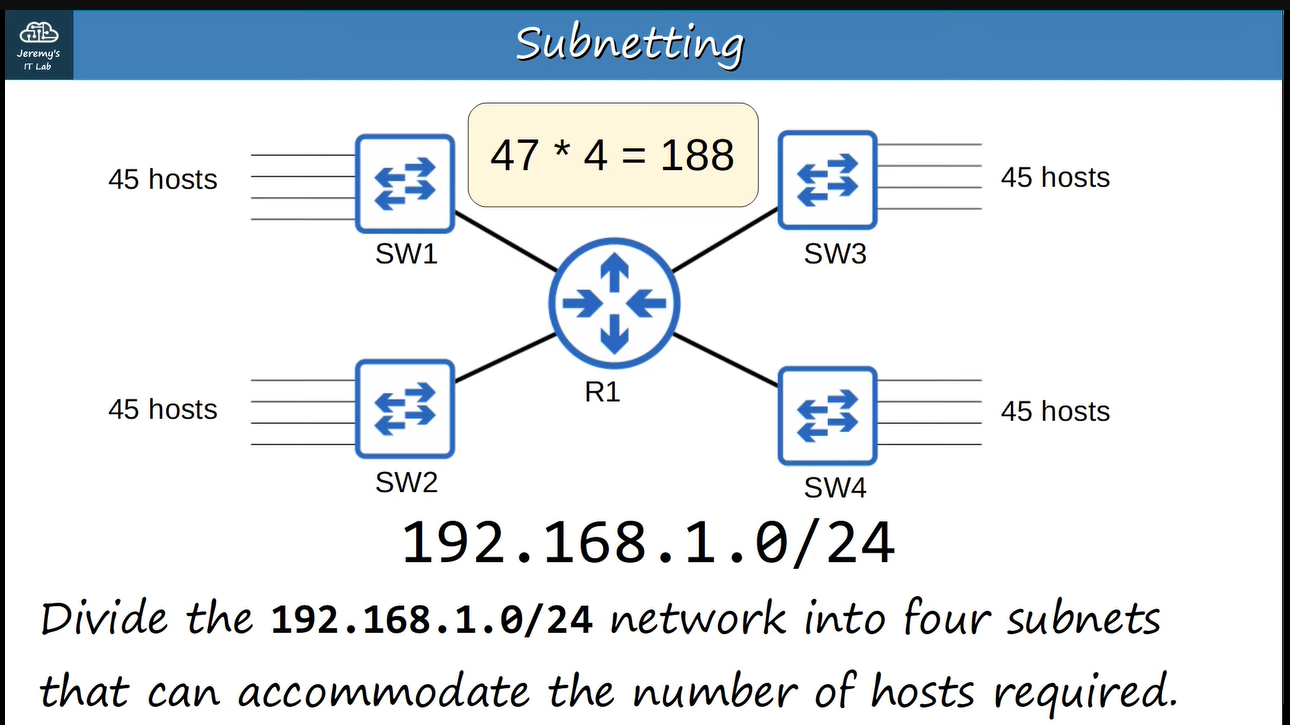 Jeremy's
IT Lab
Subnetting
47 * 4 = 188
45 hosts
SW1
45 hosts
SW3
R1
45 hosts
SW2
45 hosts
SW4
192.168.1.0/24
Divide the 192.168.1.0/24 network into four subnets
that can accommodate the number of hosts required.